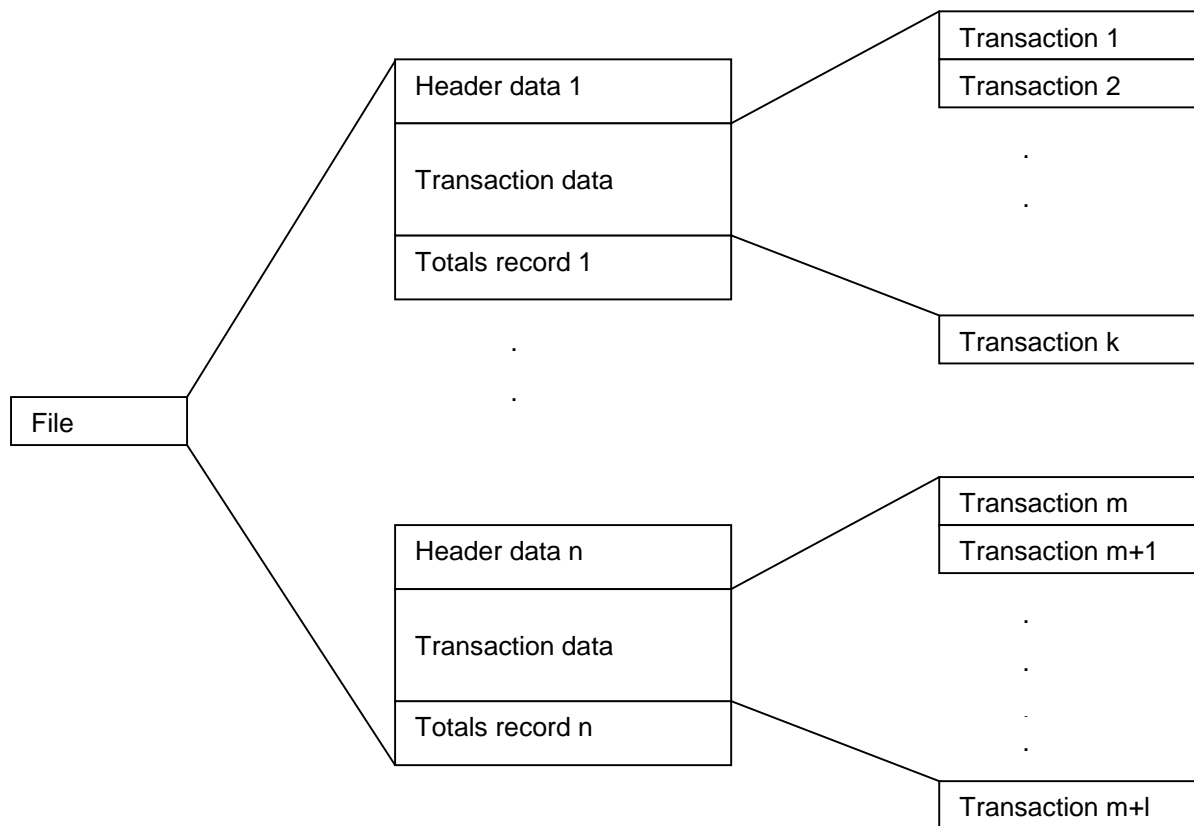 File
Header data 1
Transaction data
Totals record 1
.
.
Header data n
Transaction data
Totals record n
Transaction 1
Transaction 2
.
.
Transaction k
Transaction m
Transaction m+1
.
.
.
.
Transaction m+l